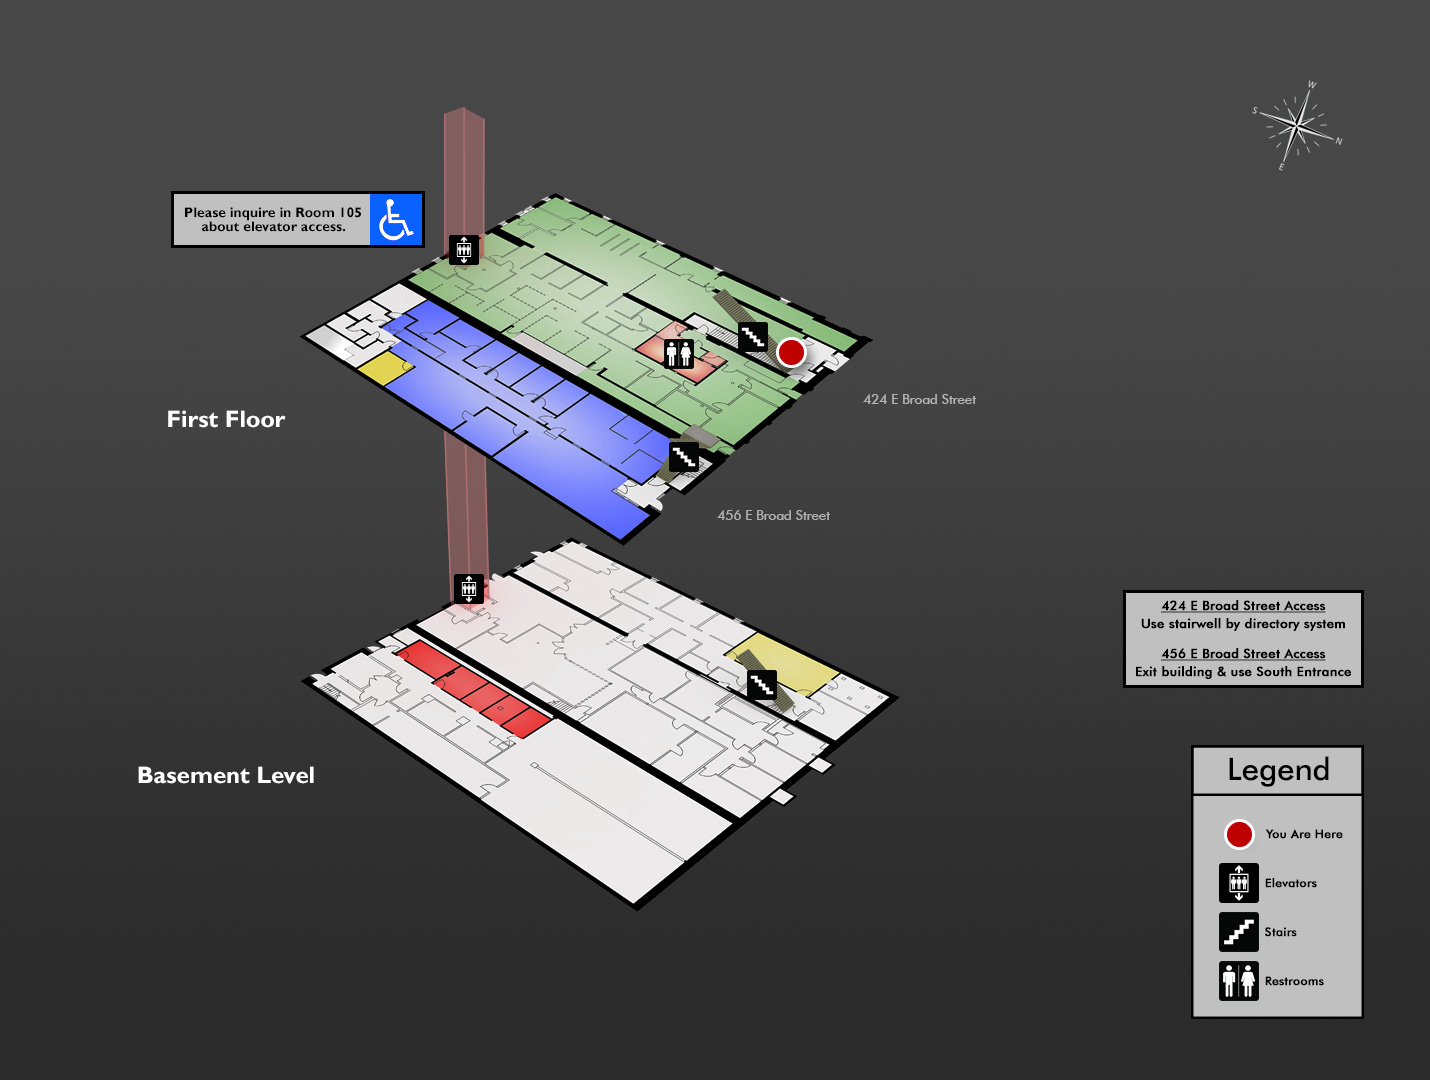 W
S
N
E
Please inquire in Room 105
about elevator access.
424 E Broad Street
First Floor
456 E Broad Street
424 E Broad Street Access
Use stairwell by directory system
456 E Broad Street Access
Exit building & use South Entrance
Basement Level
Legend
You Are Here
Elevators
Stairs
Restrooms